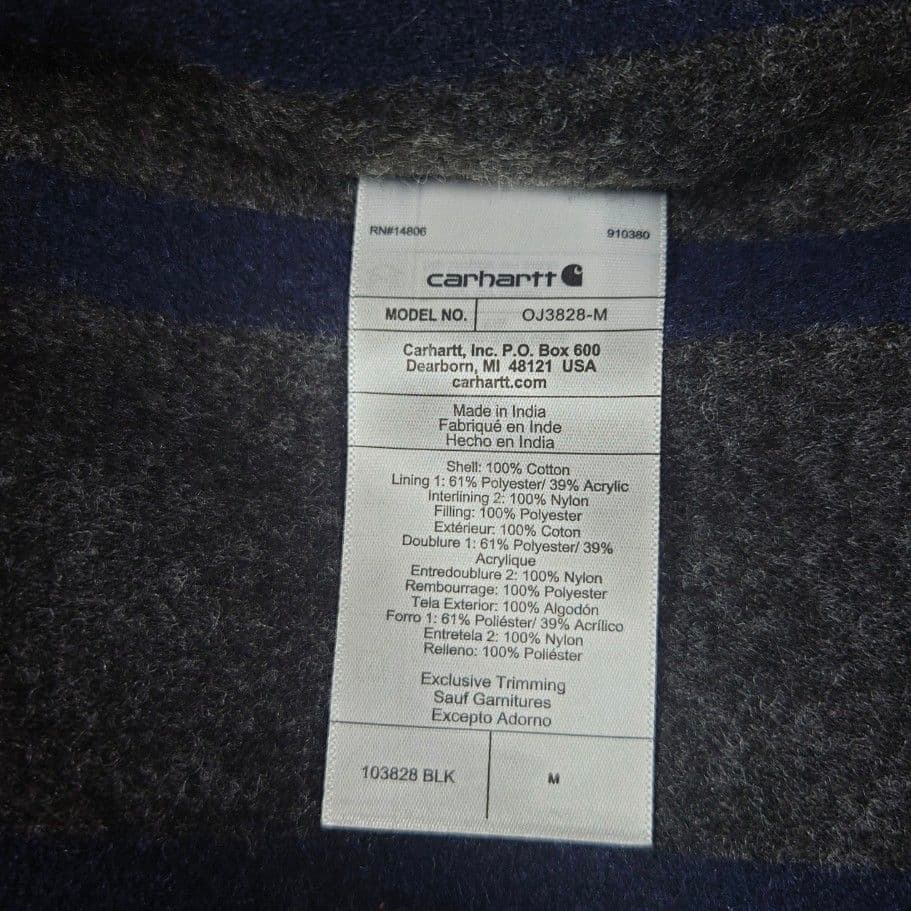 RN#14806 910380
carhartt
MODEL NO. OJ3828-M
Carhartt, Inc. P.O. Box 600
Dearborn, MI 48121 USA
carhartt.com
Made in India
Fabriqué en Inde
Hecho en India
Shell: 100% Cotton
Lining 1: 61% Polyester/ 39% Acrylic
Interlining 2: 100% Nylon
Filling: 100% Polyester
Extérieur: 100% Coton
Doublure 1: 61% Polyester/ 39%
Acrylique
Entredoublure 2: 100% Nylon
Rembourrage: 100% Polyester
Tela Exterior: 100% Algodón
Forro 1: 61% Poliéster/ 39% Acrílico
Entretela 2: 100% Nylon
Relleno: 100% Poliéster
Exclusive Trimming
Sauf Garnitures
Excepto Adorno
103828 BLK M